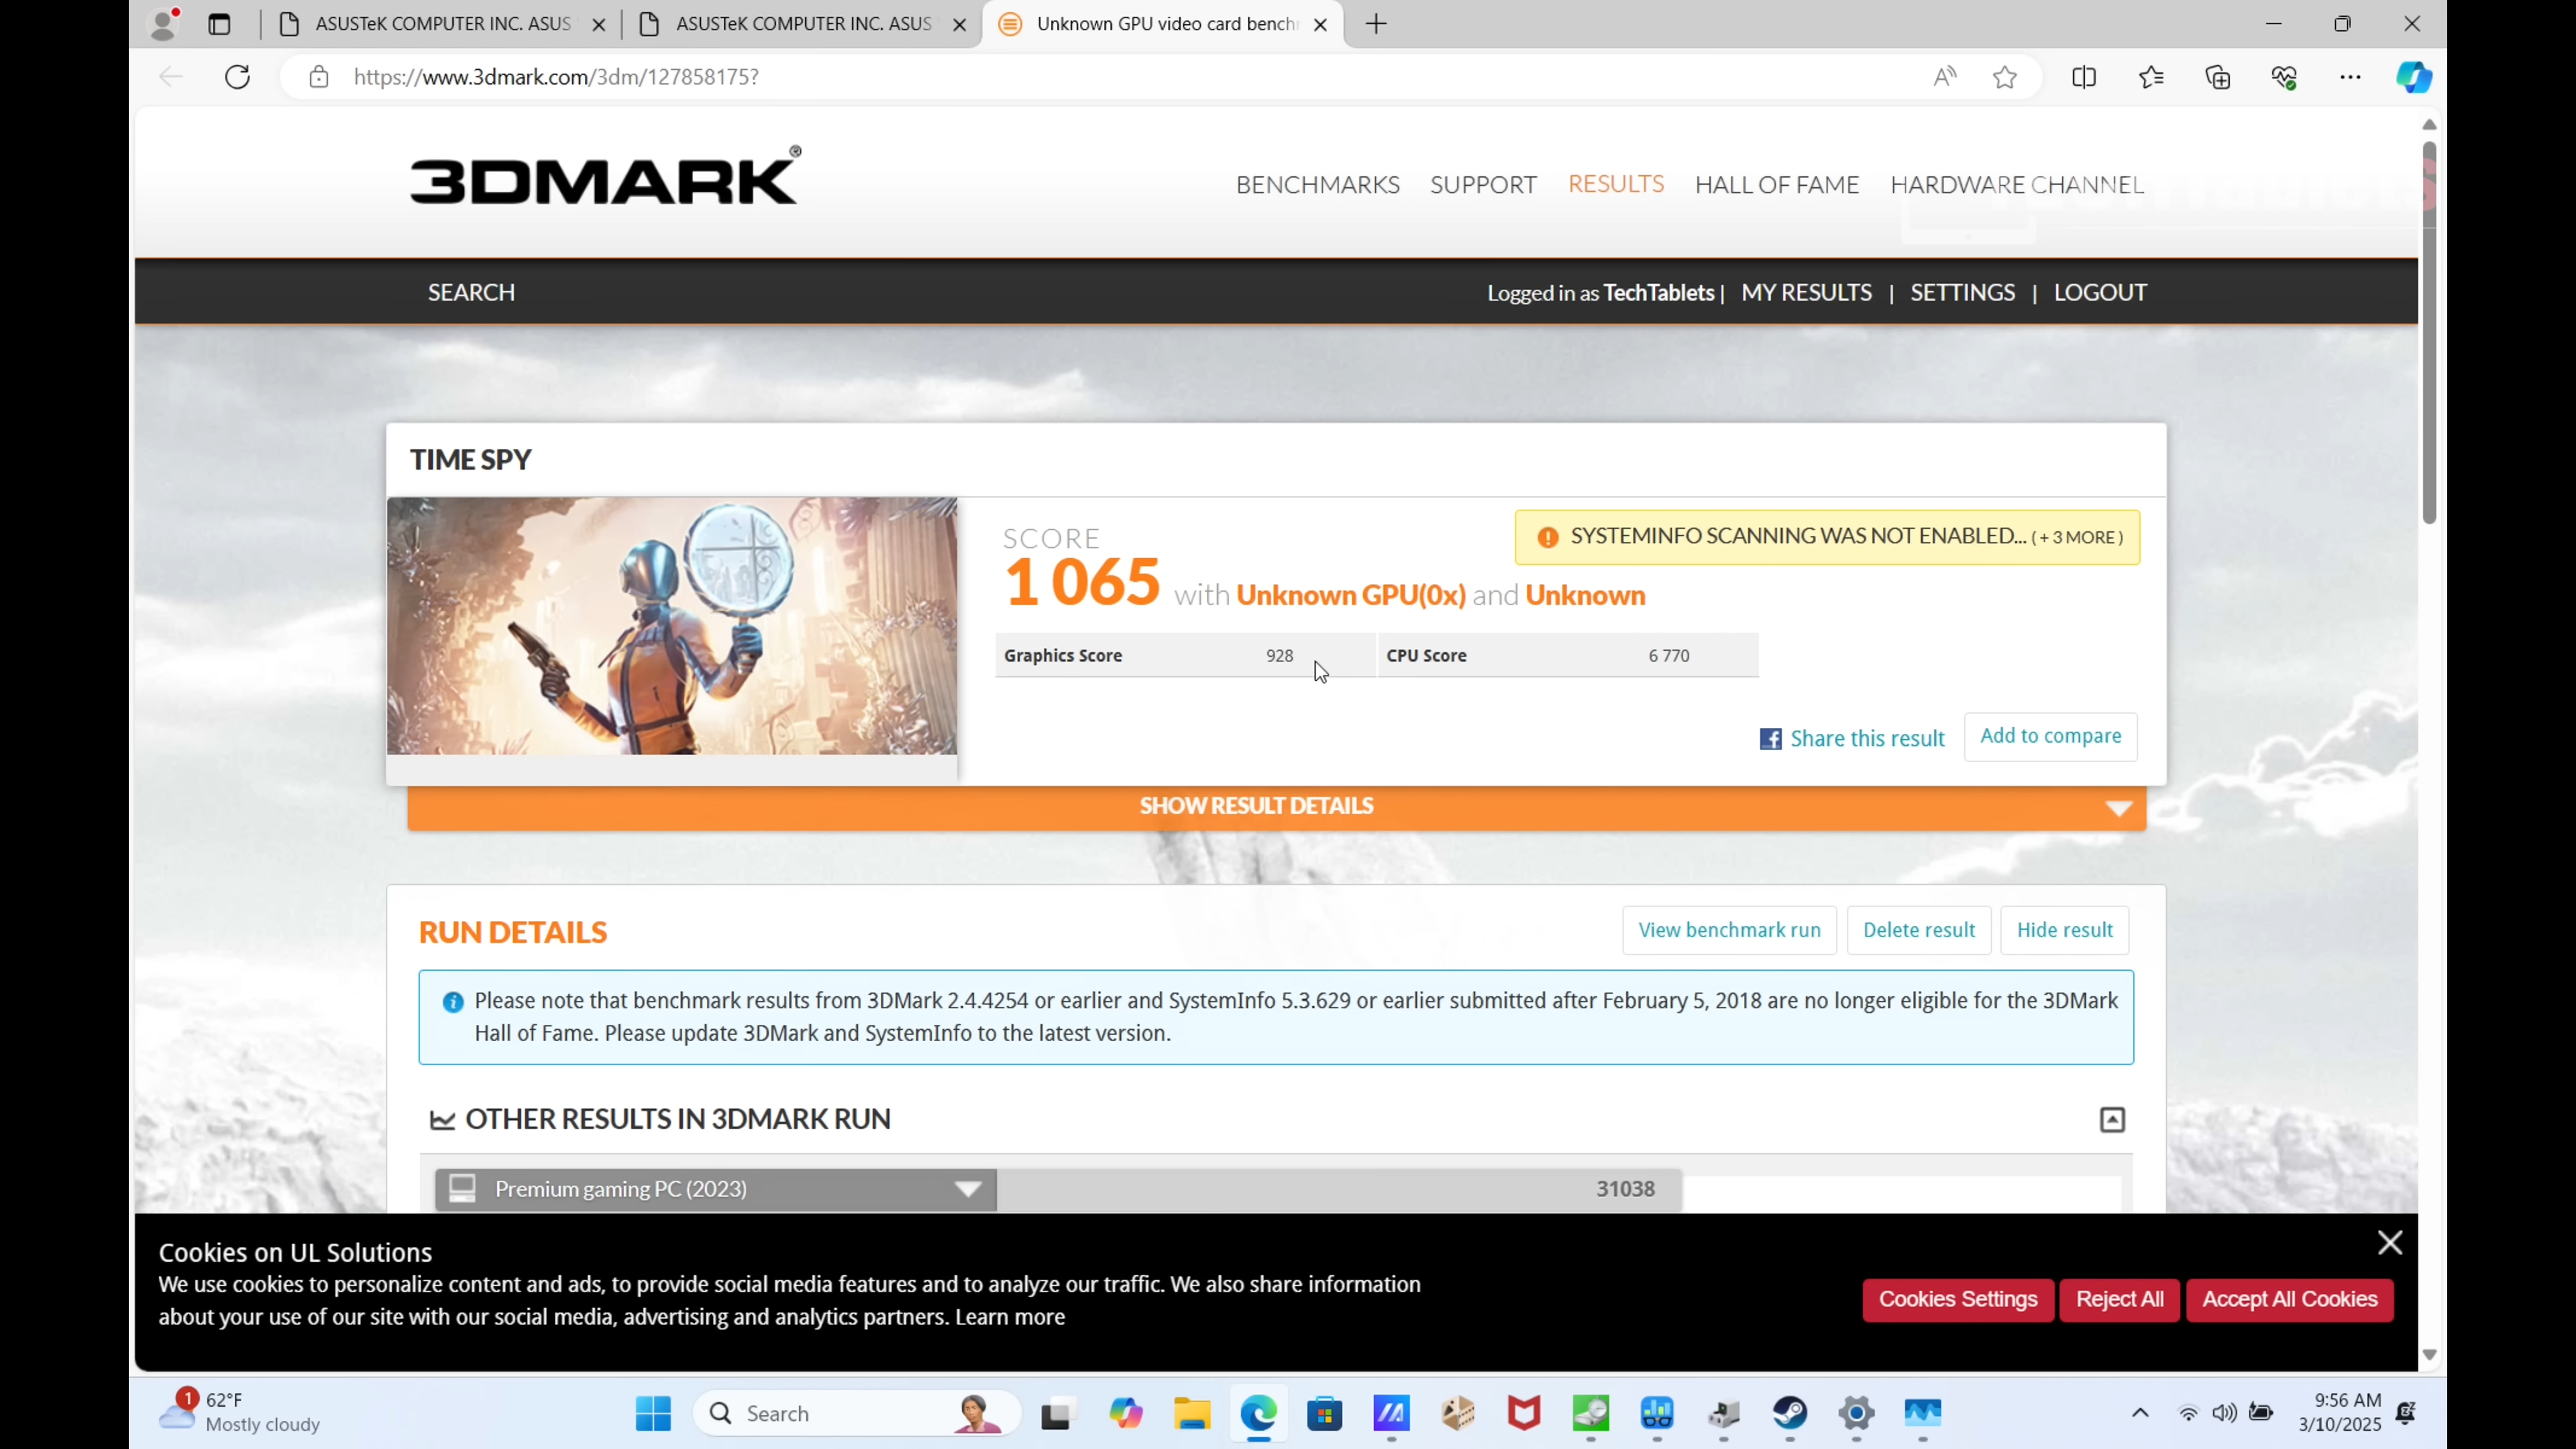 ASUSTeK COMPUTER INC. ASUS
ASUSTeK COMPUTER INC. ASUS
Unknown GPU video card bench
https://www.3dmark.com/3dm/127858175?
3DMARK®
BENCHMARKS SUPPORT RESULTS HALL OF FAME HARDWARE CHANNEL
SEARCH
Logged in as TechTablets | MY RESULTS | SETTINGS | LOGOUT
TIME SPY
SCORE
SYSTEMINFO SCANNING WAS NOT ENABLED... ( + 3 MORE )
1 065 with Unknown GPU(0x) and Unknown
Graphics Score 928 CPU Score 6 770
Share this result Add to compare
SHOW RESULT DETAILS
RUN DETAILS
View benchmark run Delete result Hide result
Please note that benchmark results from 3DMark 2.4.4254 or earlier and SystemInfo 5.3.629 or earlier submitted after February 5, 2018 are no longer eligible for the 3DMark
Hall of Fame. Please update 3DMark and SystemInfo to the latest version.
OTHER RESULTS IN 3DMARK RUN
Premium gaming PC (2023) 31038
Cookies on UL Solutions
We use cookies to personalize content and ads, to provide social media features and to analyze our traffic. We also share information
about your use of our site with our social media, advertising and analytics partners. Learn more
Cookies Settings Reject All Accept All Cookies
1
62°F
Mostly cloudy
Search
9:56 AM
3/10/2025